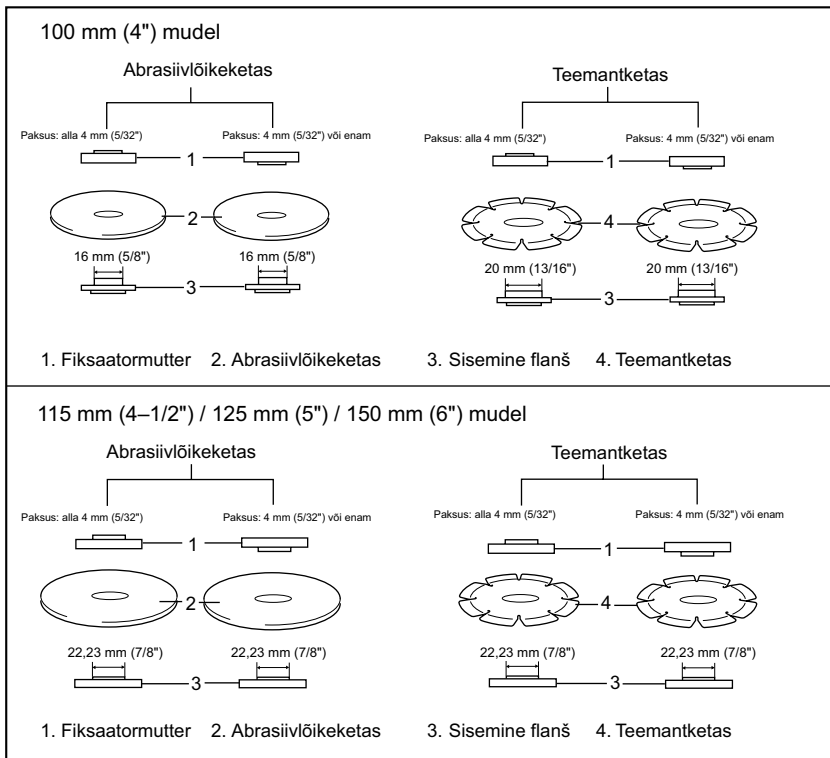 100 mm (4") mudel
Abrasiivlõikeketas
Teemantketas
Paksus: alla 4 mm (5/32")
Paksus: 4 mm (5/32") või enam
Paksus: alla 4 mm (5/32")
Paksus: 4 mm (5/32") või enam
1
1
2
4
16 mm (5/8")
16 mm (5/8")
20 mm (13/16")
20 mm (13/16")
3
3
1. Fiksaatormutter 2. Abrasiivlõikeketas 3. Sisemine flanš 4. Teemantketas
115 mm (4–1/2") / 125 mm (5") / 150 mm (6") mudel
Abrasiivlõikeketas
Teemantketas
Paksus: alla 4 mm (5/32")
Paksus: 4 mm (5/32") või enam
Paksus: alla 4 mm (5/32")
Paksus: 4 mm (5/32") või enam
1
1
2
4
22,23 mm (7/8")
22,23 mm (7/8")
22,23 mm (7/8")
22,23 mm (7/8")
3
3
1. Fiksaatormutter 2. Abrasiivlõikeketas 3. Sisemine flanš 4. Teemantketas